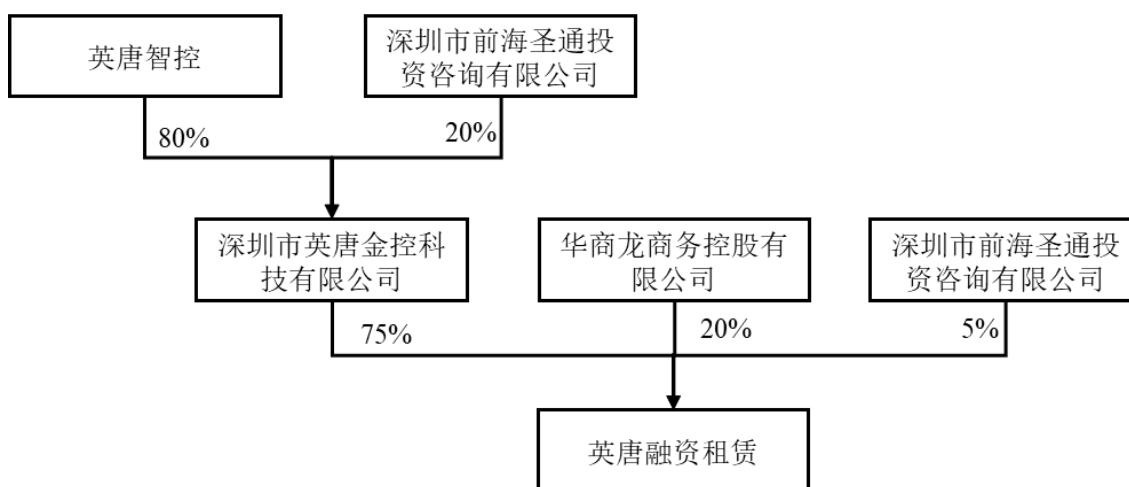 英唐智控
深圳市前海圣通投
资咨询有限公司
80%
20%
深圳市英唐金控科
技有限公司
华商龙商务控股有
限公司
深圳市前海圣通投
资咨询有限公司
75%
20%
5%
英唐融资租赁